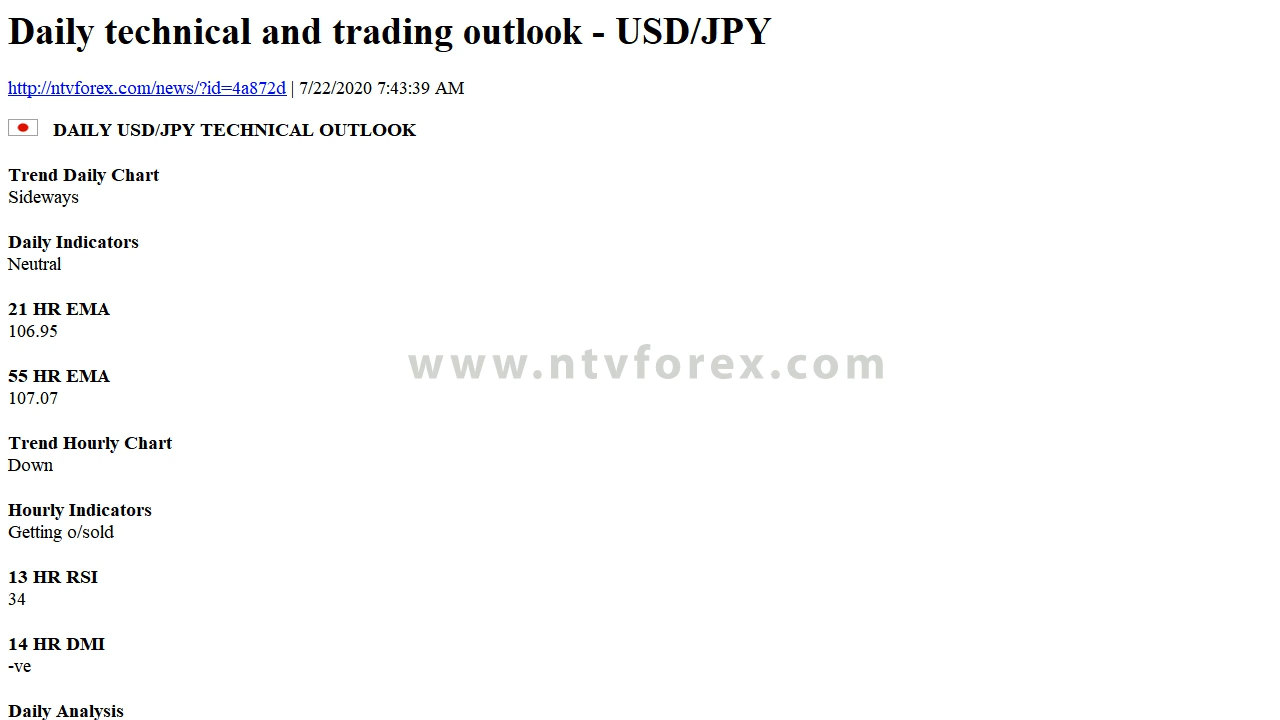 Daily technical and trading outlook - USD/JPY
http://ntvforex.com/news/?id=4a872d | 7/22/2020 7:43:39 AM
DAILY USD/JPY TECHNICAL OUTLOOK
Trend Daily Chart
Sideways
Daily Indicators
Neutral
21 HR EMA
106.95
www.ntvforex.com
55 HR EMA
107.07
Trend Hourly Chart
Down
Hourly Indicators
Getting o/sold
13 HR RSI
34
14 HR DMI
-ve
Daily Analysis